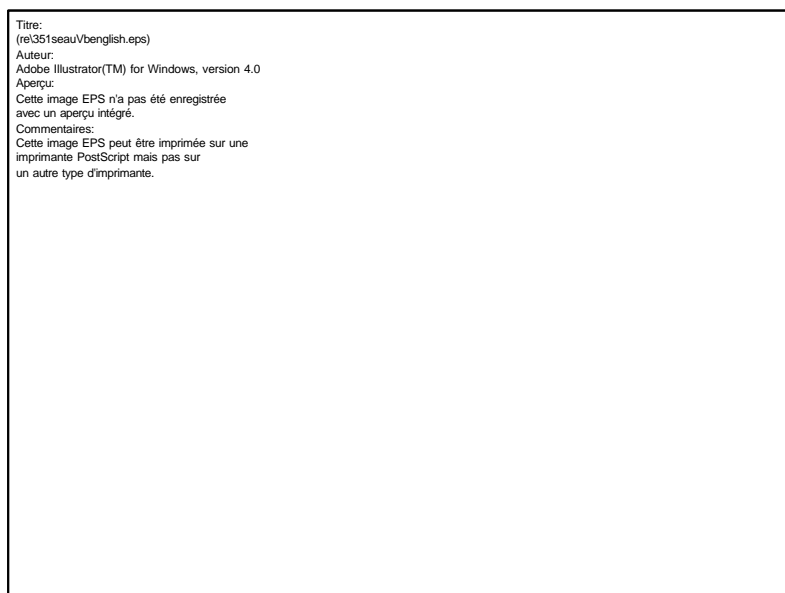 Titre:
(re\351seauVbenglish.eps)
Auteur:
Adobe Illustrator(TM) for Windows, version 4.0
Aperçu:
Cette image EPS n'a pas été enregistrée
avec un aperçu intégré.
Commentaires:
Cette image EPS peut être imprimée sur une
imprimante PostScript mais pas sur
un autre type d'imprimante.